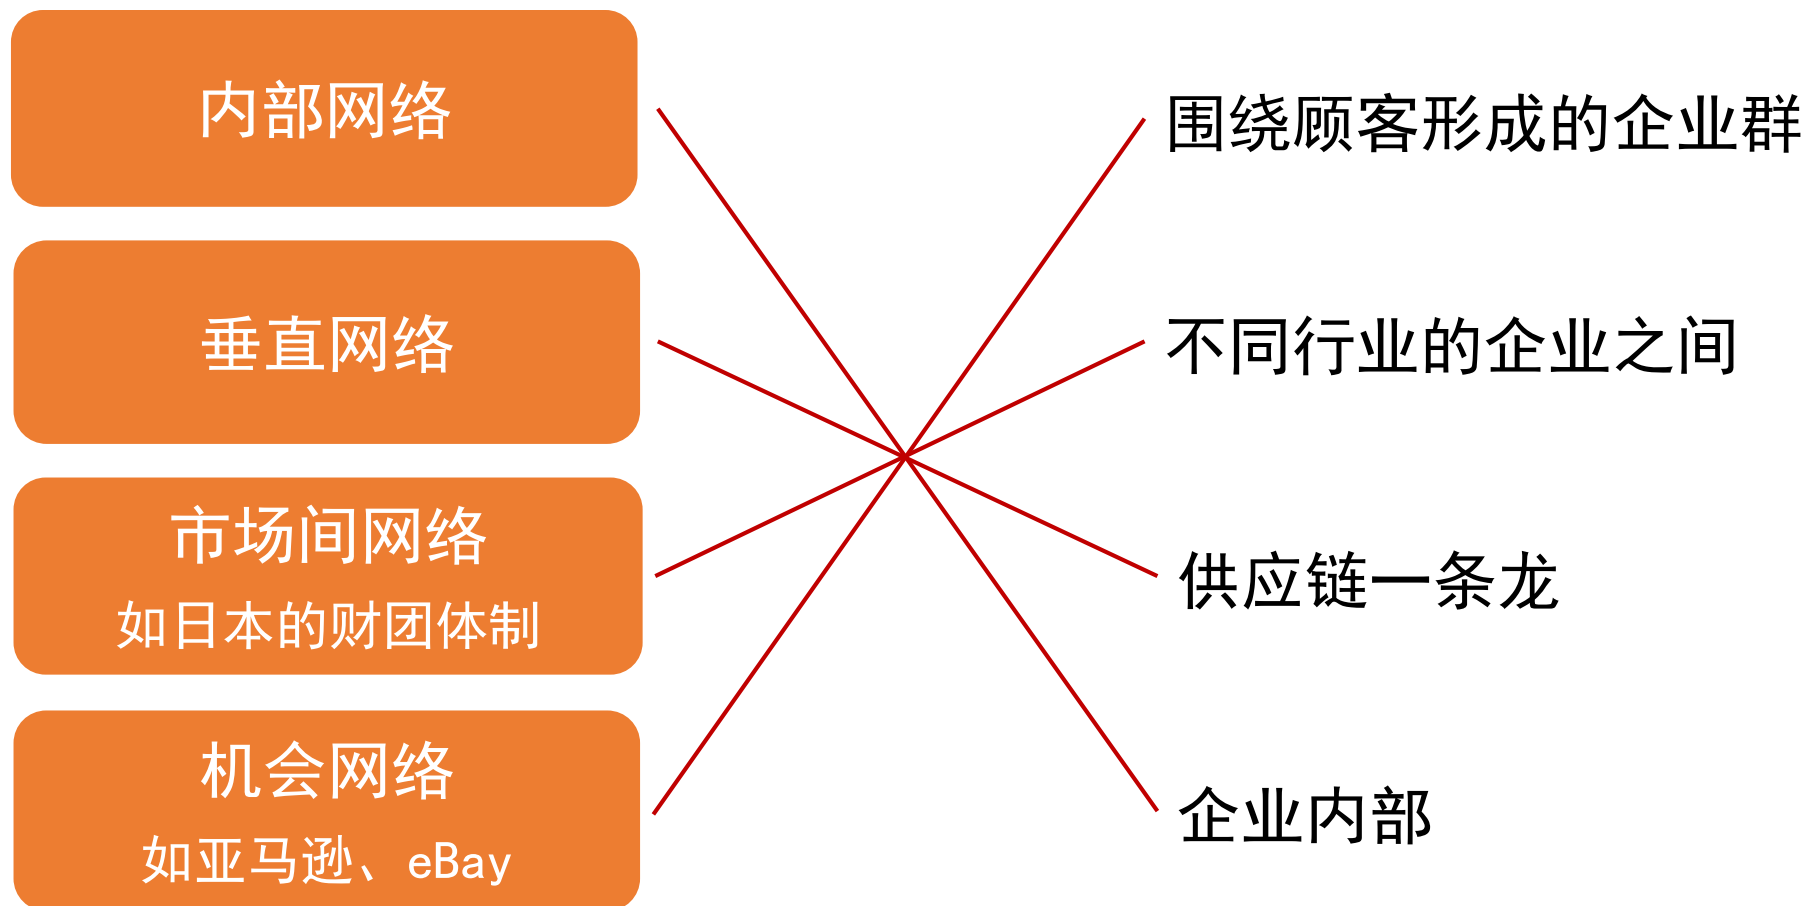 内部网络
围绕顾客形成的企业群
垂直网络
不同行业的企业之间
市场间网络
如日本的财团体制
供应链一条龙
机会网络
如亚马逊、eBay
企业内部